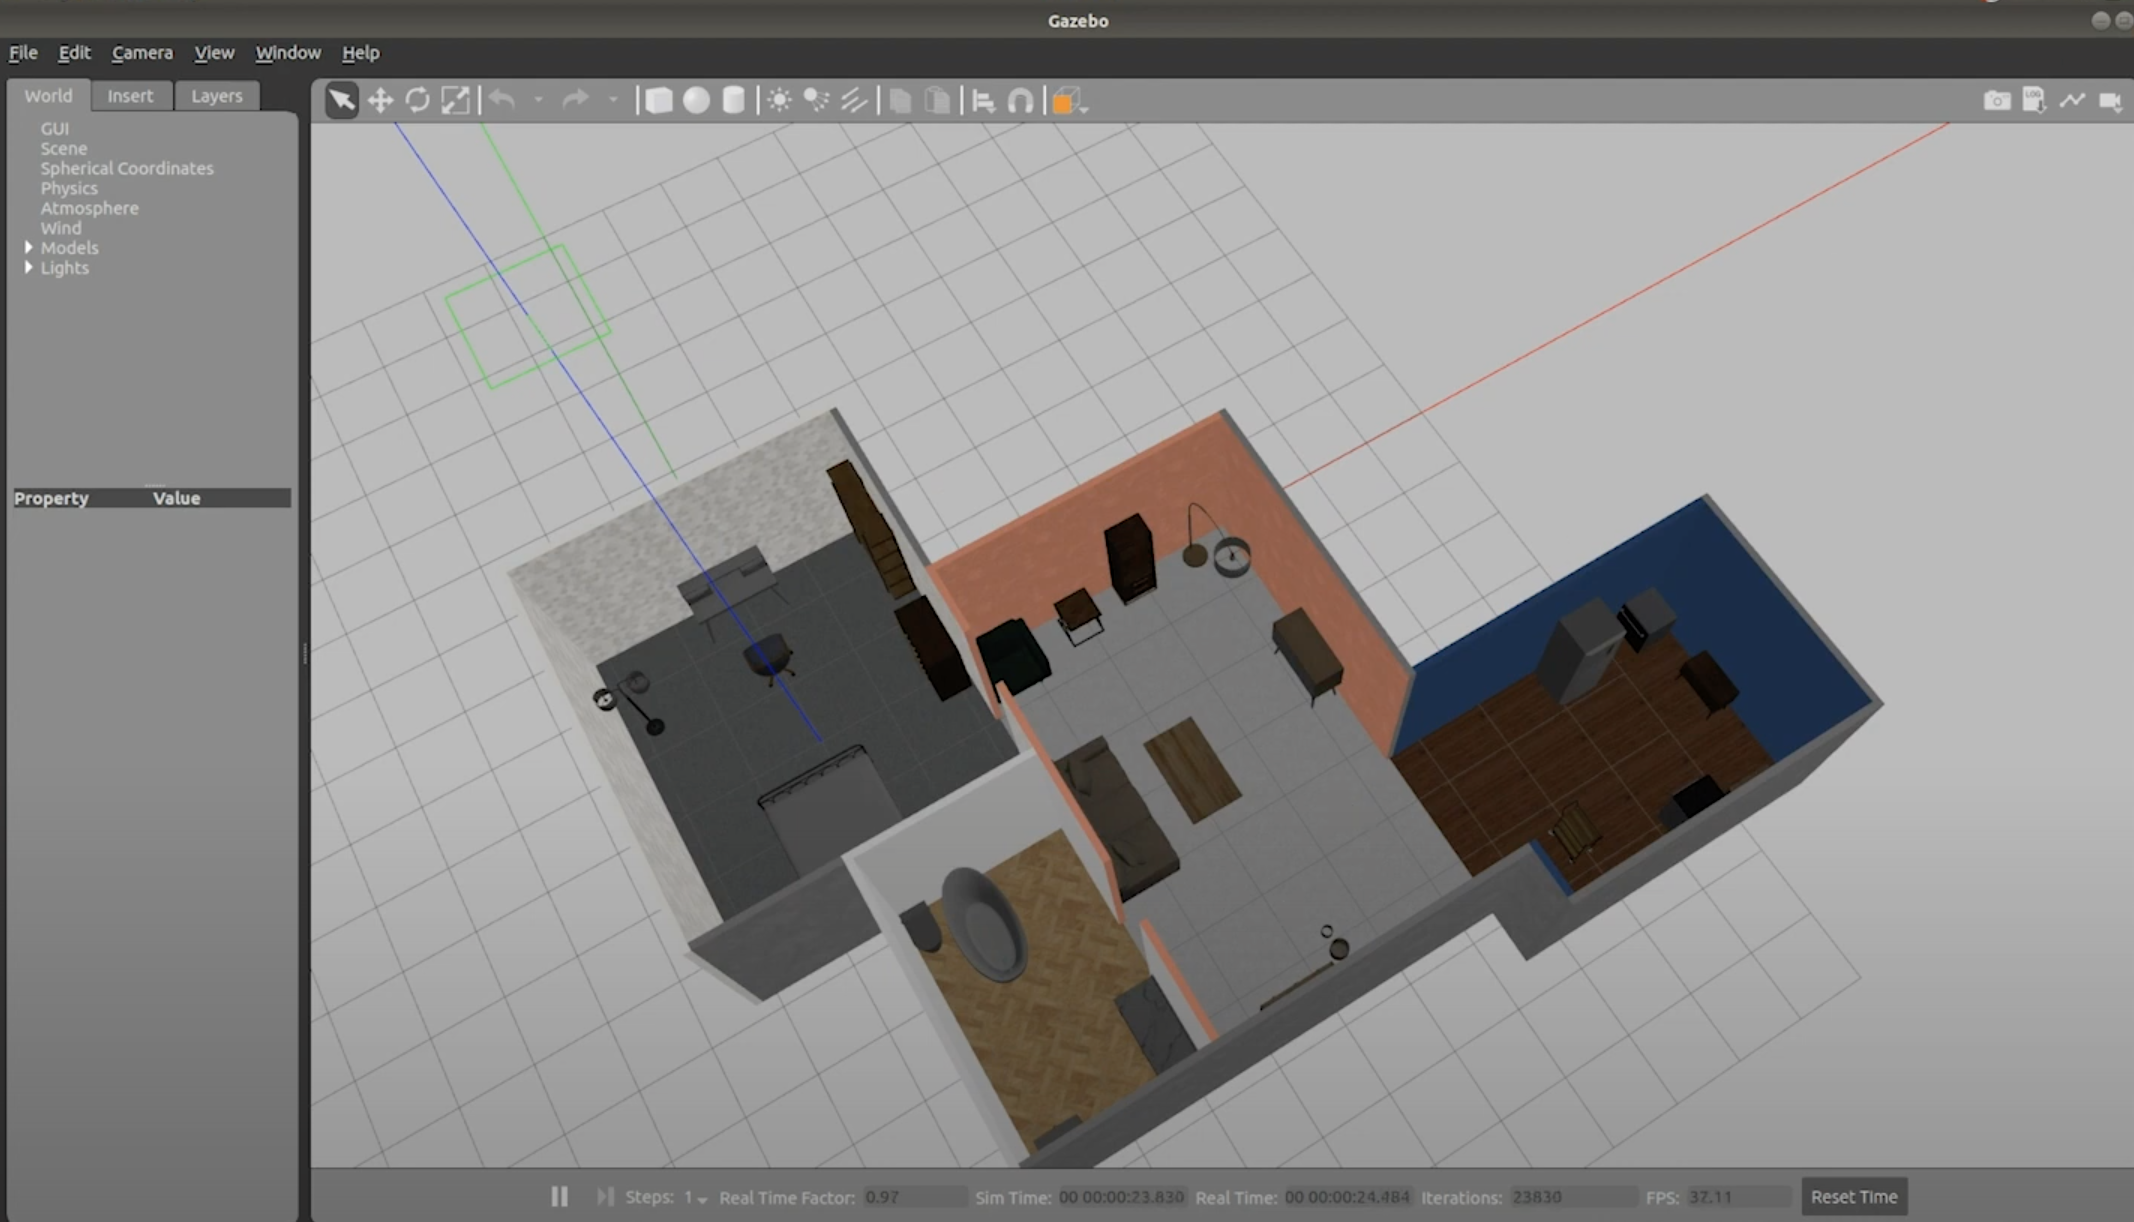 Gazebo
File Edit Camera View Window Help
World Insert Layers
GUI
Scene
Spherical Coordinates
Physics
Atmosphere
Wind
Models
Lights
Property Value
LOG
Steps: 1 Real Time Factor: 0.97 Sim Time: 00 00:00:23.830 Real Time: 00 00:00:24.484 Iterations: 23830 FPS: 37.11 Reset Time